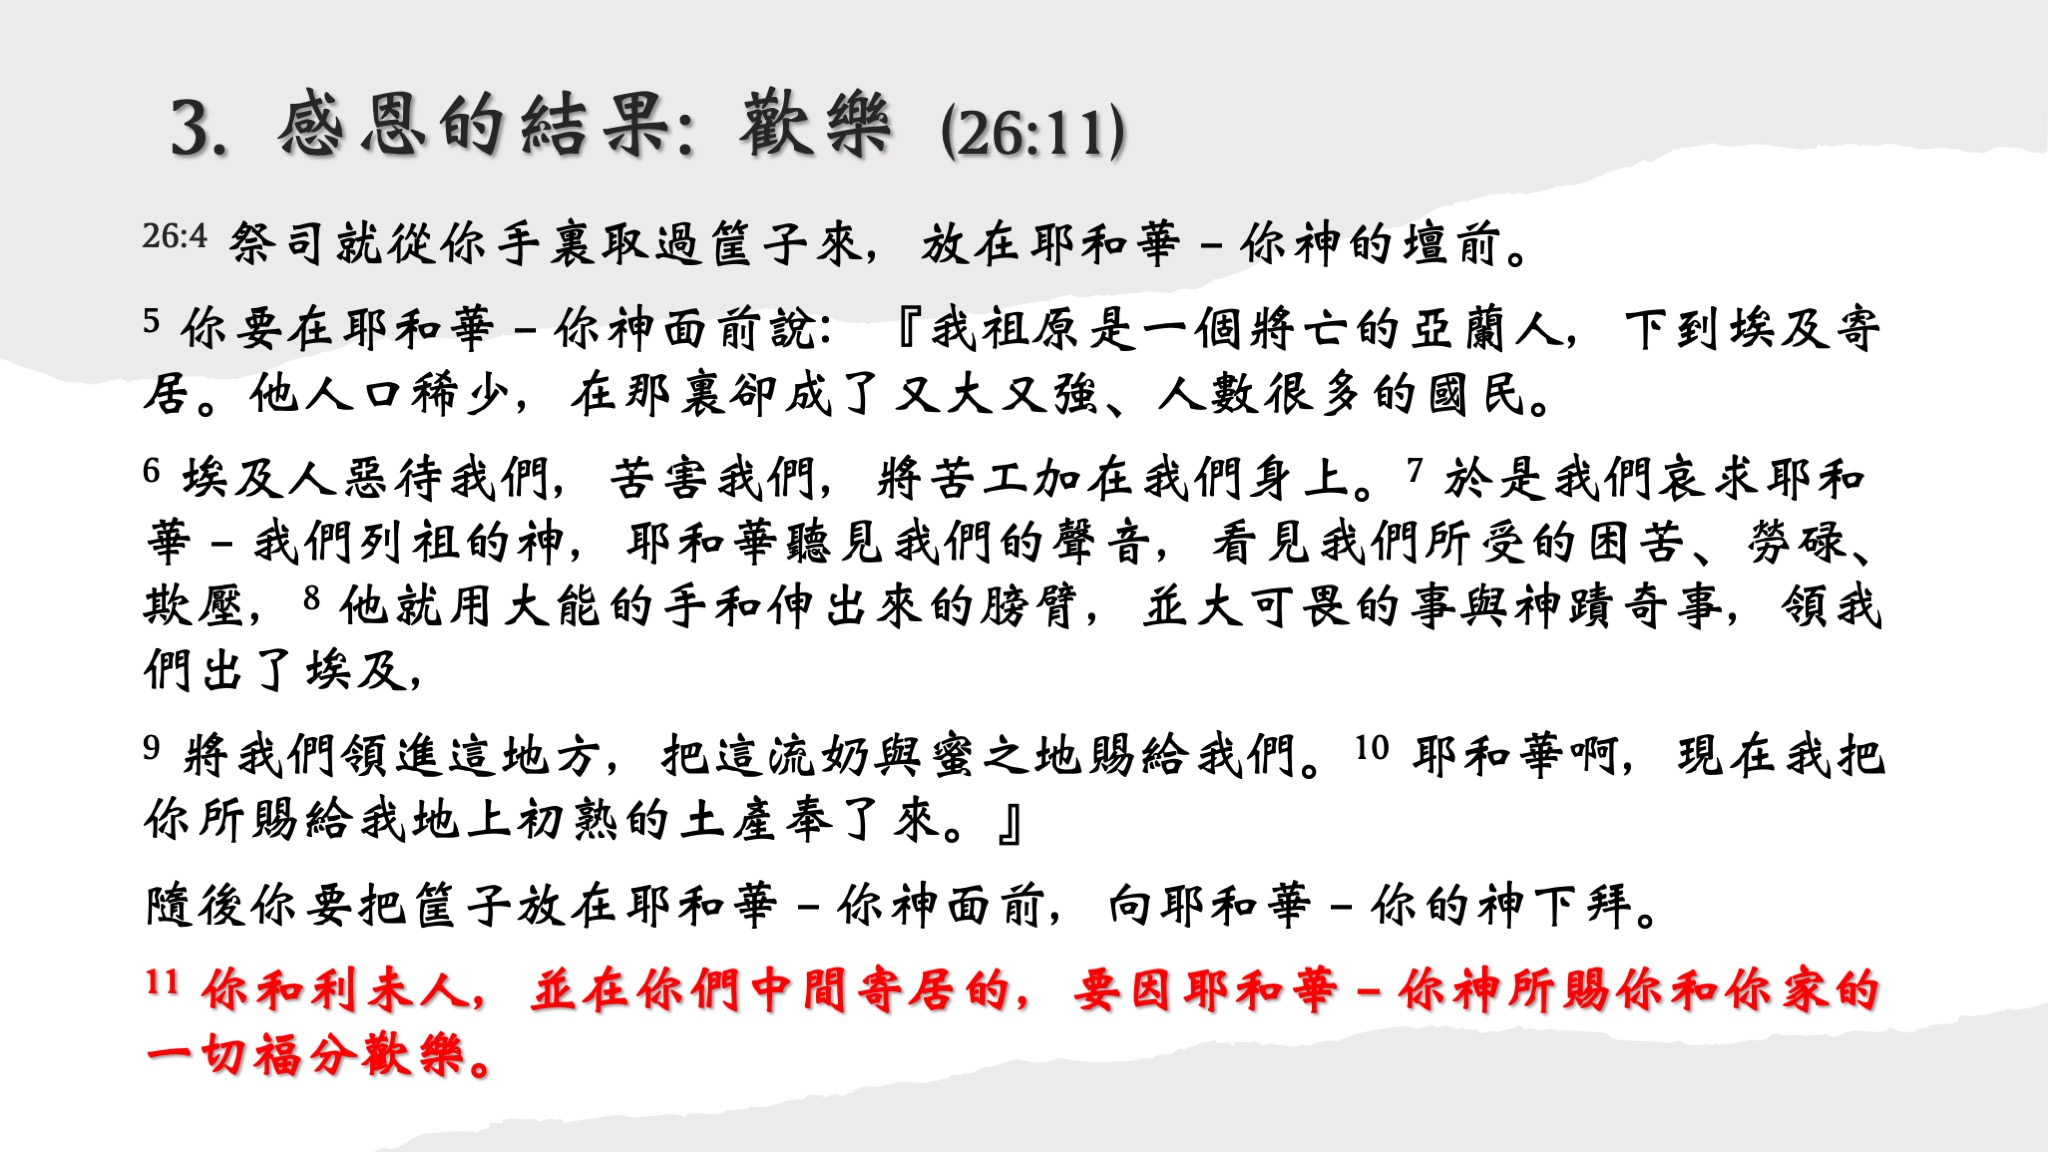 3. 感恩的結果: 歡樂 (26:11)
26:4 祭司就從你手裏取過筐子來，放在耶和華－你神的壇前。
5 你要在耶和華－你神面前說：『我祖原是一個將亡的亞蘭人，下到埃及寄
居。他人口稀少，在那裏卻成了又大又強、人數很多的國民。
6 埃及人惡待我們，苦害我們，將苦工加在我們身上。7 於是我們哀求耶和
華－我們列祖的神，耶和華聽見我們的聲音，看見我們所受的困苦、勞碌、
欺壓，8 他就用大能的手和伸出來的膀臂，並大可畏的事與神蹟奇事，領我
們出了埃及，
9 將我們領進這地方，把這流奶與蜜之地賜給我們。10 耶和華啊，現在我把
你所賜給我地上初熟的土產奉了來。』
隨後你要把筐子放在耶和華－你神面前，向耶和華－你的神下拜。
11 你和利未人，並在你們中間寄居的，要因耶和華－你神所賜你和你家的
一切福分歡樂。